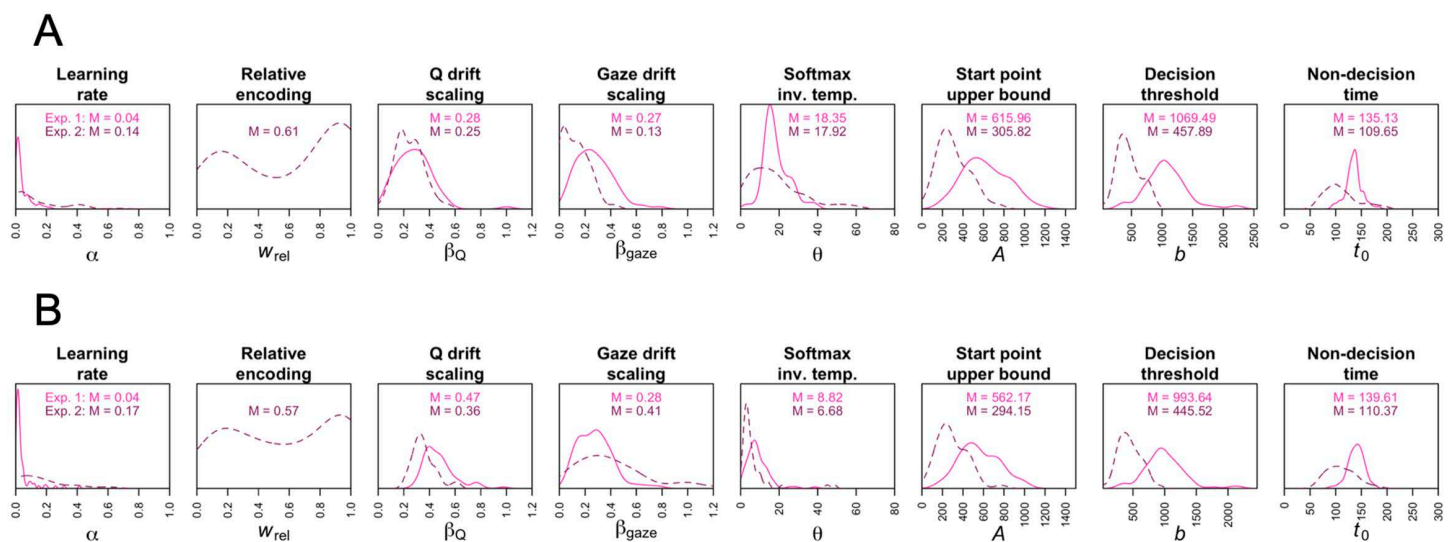 A
Learning rate
Relative encoding
Q drift scaling
Gaze drift scaling
Softmax inv. temp.
Start point upper bound
Decision threshold
Non-decision time
Exp. 1: M = 0.04
Exp. 2: M = 0.14
M = 0.61
M = 0.28
M = 0.25
M = 0.27
M = 0.13
M = 18.35
M = 17.92
M = 615.96
M = 305.82
M = 1069.49
M = 457.89
M = 135.13
M = 109.65
0.0 0.2 0.4 0.6 0.8 1.0
0.0 0.2 0.4 0.6 0.8 1.0
0.0 0.2 0.4 0.6 0.8 1.0 1.2
0.0 0.2 0.4 0.6 0.8 1.0 1.2
0 20 40 60 80
0 200 400 600 800 1000 1200 1400
500 1000 1500 2000 2500
0 50 100 150 200 250 300
α
wrel
βQ
βgaze
θ
A
b
t0
B
Learning rate
Relative encoding
Q drift scaling
Gaze drift scaling
Softmax inv. temp.
Start point upper bound
Decision threshold
Non-decision time
Exp. 1: M = 0.04
Exp. 2: M = 0.17
M = 0.57
M = 0.47
M = 0.36
M = 0.28
M = 0.41
M = 8.82
M = 6.68
M = 562.17
M = 294.15
M = 993.64
M = 445.52
M = 139.61
M = 110.37
0.0 0.2 0.4 0.6 0.8 1.0
0.0 0.2 0.4 0.6 0.8 1.0
0.0 0.2 0.4 0.6 0.8 1.0 1.2
0.0 0.2 0.4 0.6 0.8 1.0 1.2
0 20 40 60 80
0 200 400 600 800 1000 1200 1400
500 1000 1500 2000
0 50 100 150 200 250 300
α
wrel
βQ
βgaze
θ
A
b
t0